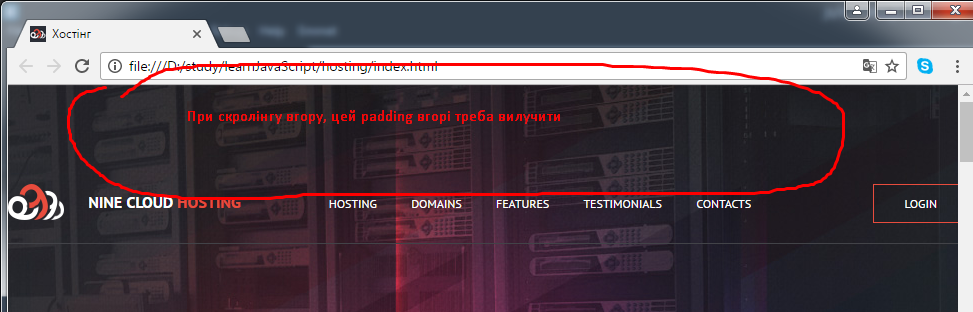 Хостінг
file:///D:/study/learnJavaScript/hosting/index.html
При скролінгу вгору, цей padding вгорі треба вилучити
NINE CLOUD HOSTING HOSTING DOMAINS FEATURES TESTIMONIALS CONTACTS LOGIN